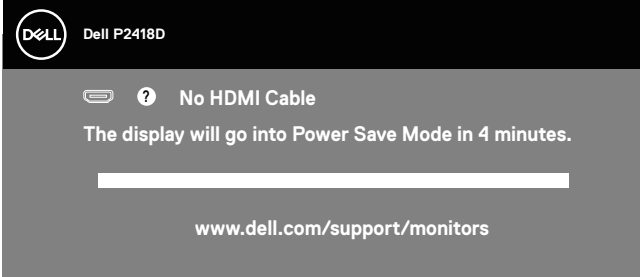 DELL
Dell P2418D
? No HDMI Cable
The display will go into Power Save Mode in 4 minutes.
www.dell.com/support/monitors